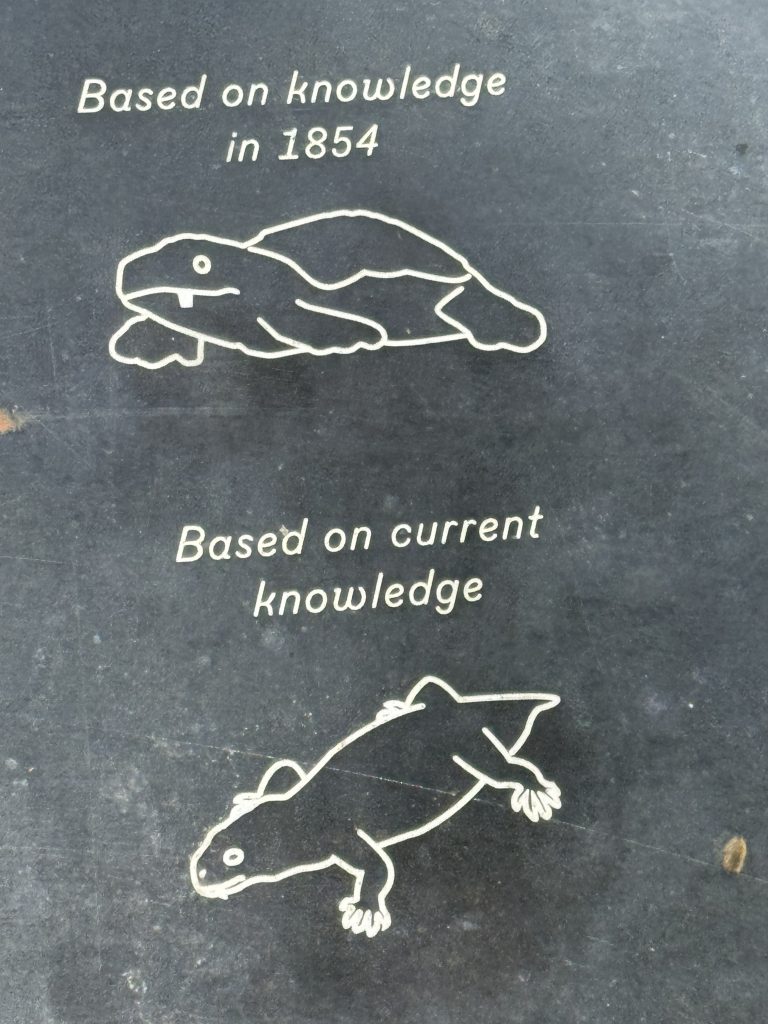 Based on knowledge
in 1854
Based on current
knowledge